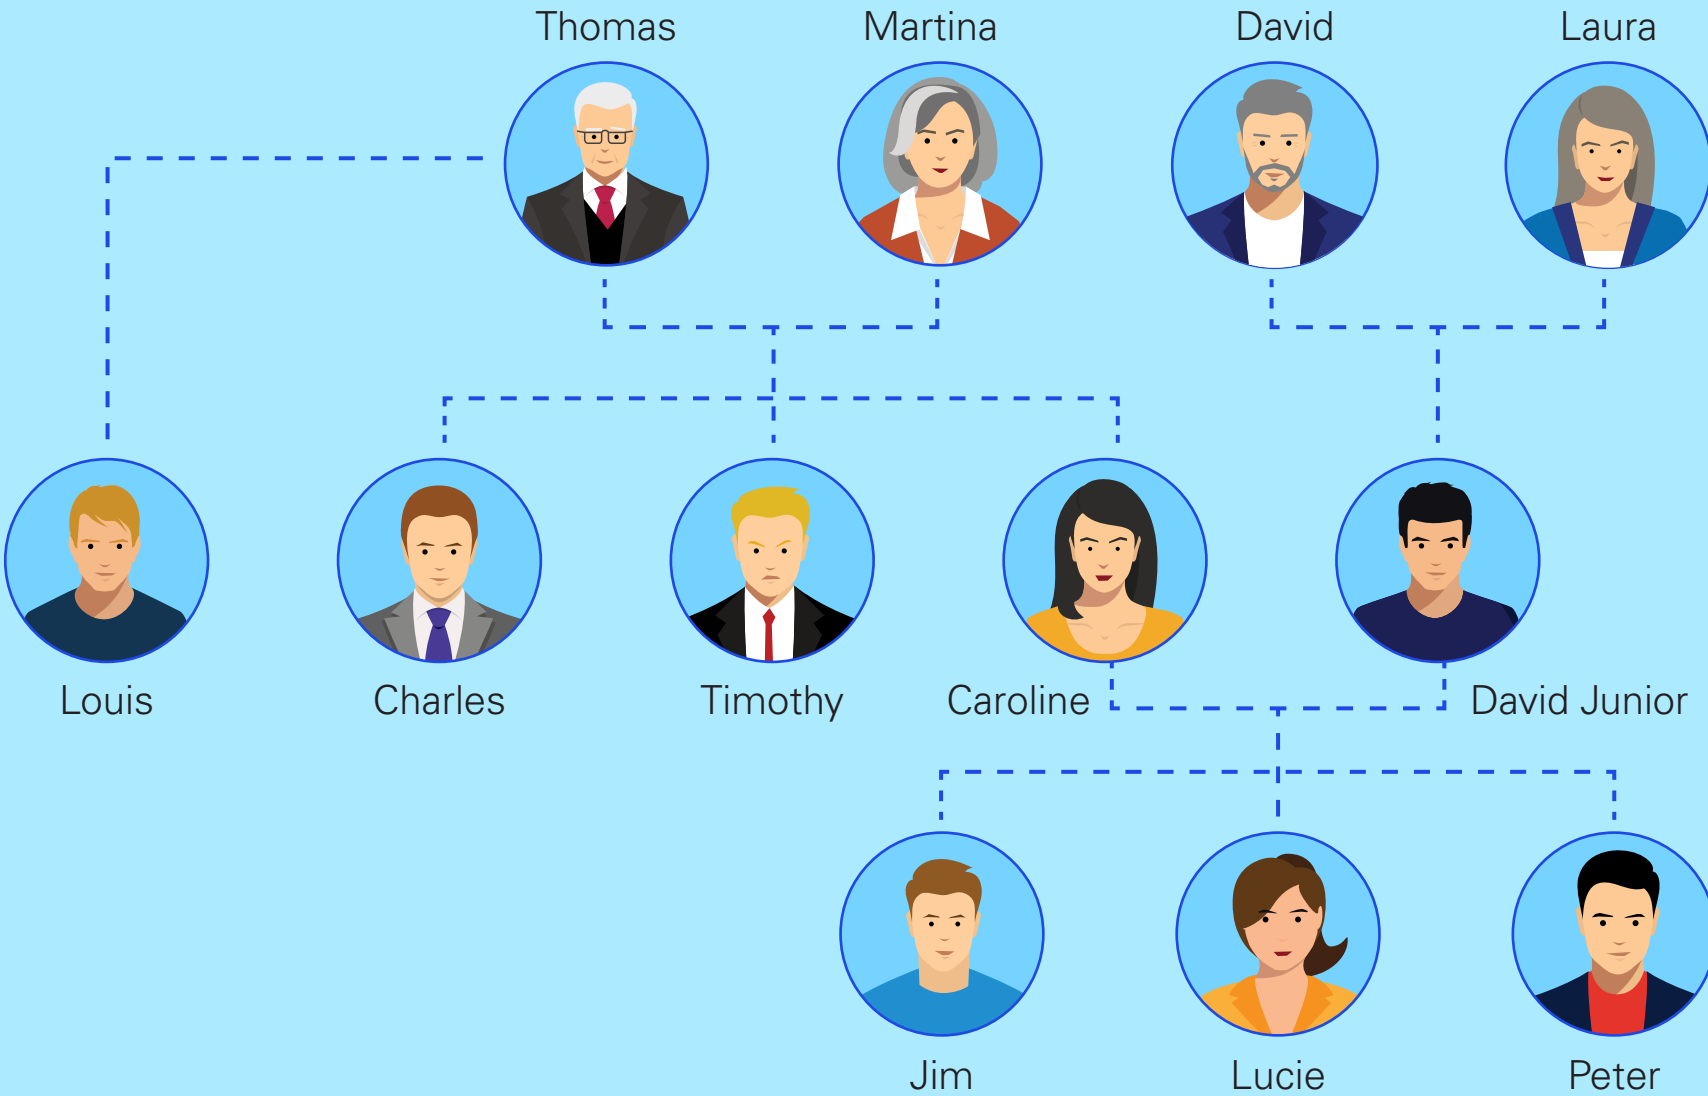 Thomas
Martina
David
Laura
Louis
Charles
Timothy
Caroline
David Junior
Jim
Lucie
Peter